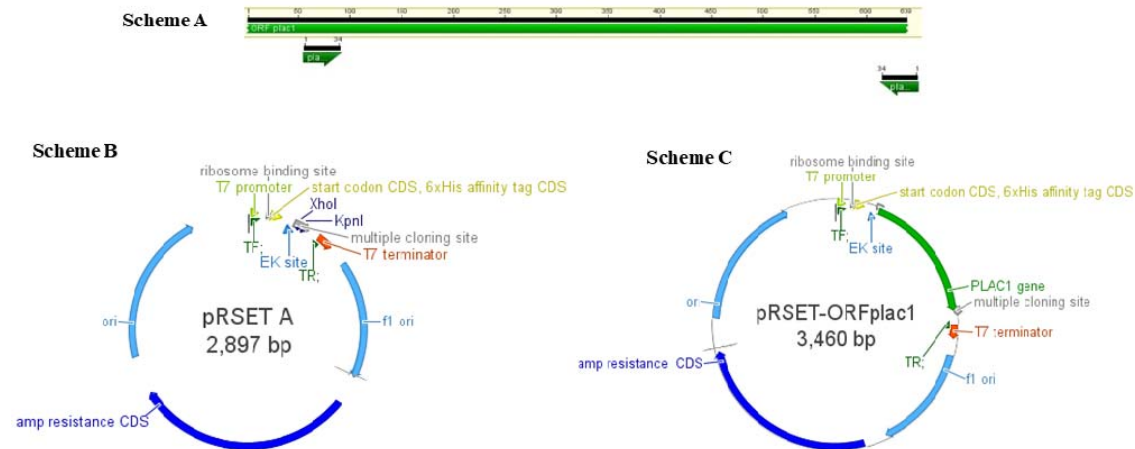 Scheme A
1 50 100 150 200 250 300 350 400 450 500 550 600
ORF plac1
1 34
pla
34 1
pla
Scheme B
ribosome binding site
T7 promoter
start codon CDS, 6xHis affinity tag CDS
XhoI
KpnI
multiple cloning site
TF;
EK site
T7 terminator
TR;
ori
pRSET A
2,897 bp
f1 ori
amp resistance CDS
Scheme C
ribosome binding site
T7 promoter
start codon CDS, 6xHis affinity tag CDS
TF;
EK site
PLAC1 gene
multiple cloning site
or
pRSET-ORFplac1
3,460 bp
T7 terminator
TR;
amp resistance CDS
f1 ori